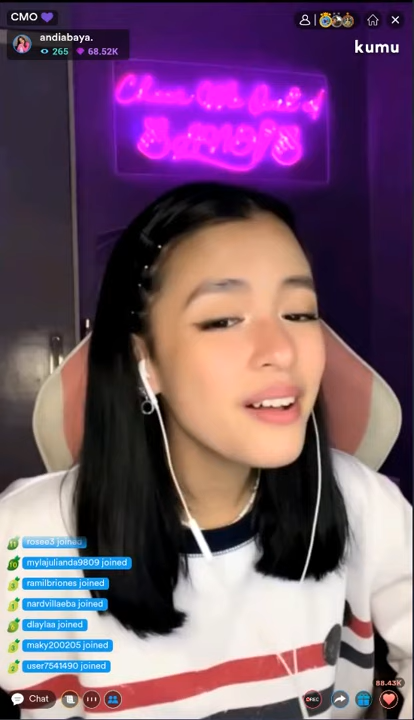 CMO 💜
andiabaya.
265 68.52K
kumu
rosee3 joined
mylajulianda9809 joined
ramilbriones joined
nardvillaeba joined
dlaylaa joined
maky200205 joined
user7541490 joined
88.43K
Chat